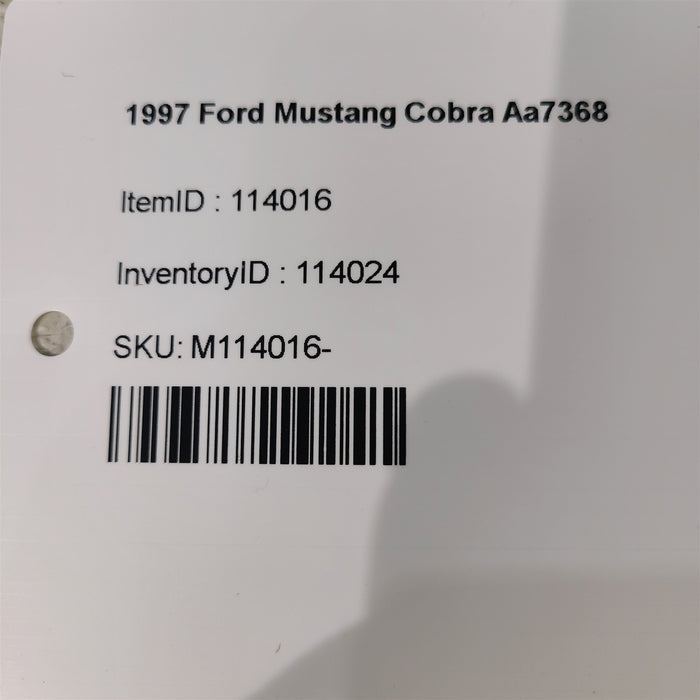 1997 Ford Mustang Cobra Aa7368
ItemID : 114016
InventoryID : 114024
SKU: M114016-